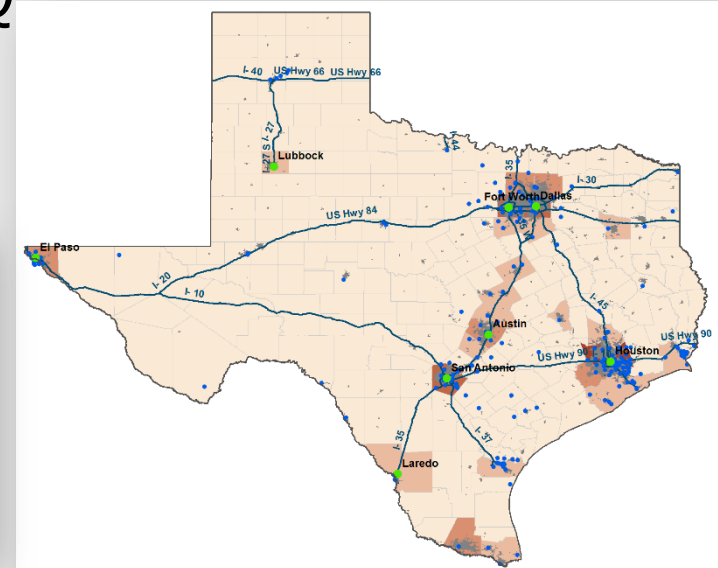 I- 40
US Hwy 66
US Hwy 66
I- 27
I-27 S
Lubbock
I- 44
I- 35
I- 30
Fort Worth
Dallas
US Hwy 84
El Paso
I- 20
I- 10
I- 45
Austin
US Hwy 90
US Hwy 90
Houston
San Antonio
I- 35
I- 37
Laredo